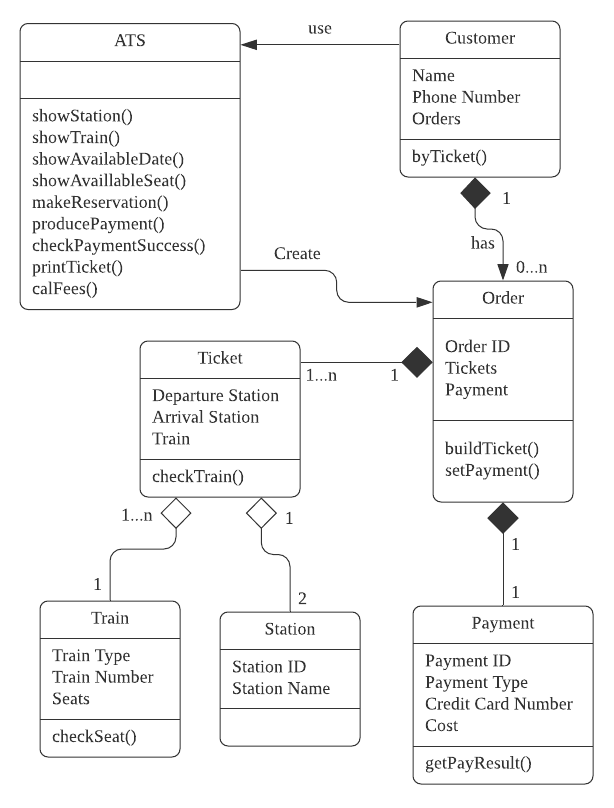 ATS
showStation()
showTrain()
showAvailableDate()
showAvaillableSeat()
makeReservation()
producePayment()
checkPaymentSuccess()
printTicket()
calFees()
use
Customer
Name
Phone Number
Orders
byTicket()
1
has
0...n
Create
Order
Order ID
Tickets
Payment
buildTicket()
setPayment()
Ticket
Departure Station
Arrival Station
Train
checkTrain()
1...n
1
1...n
1
1
2
1
1
Train
Train Type
Train Number
Seats
checkSeat()
Station
Station ID
Station Name
Payment
Payment ID
Payment Type
Credit Card Number
Cost
getPayResult()